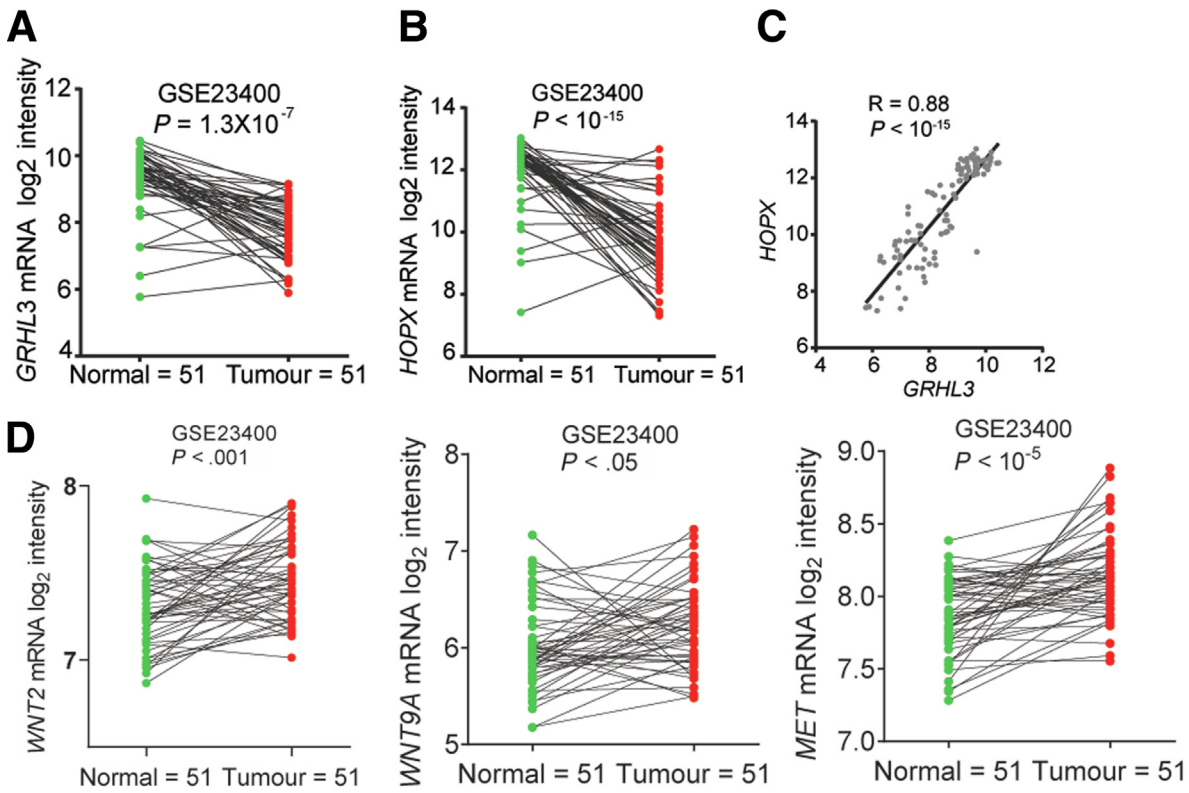 A
GRHL3 mRNA log2 intensity
GSE23400
P = 1.3X10-7
12
10
8
6
4
Normal = 51 Tumour = 51
B
HOPX mRNA log2 intensity
GSE23400
P < 10-15
14
12
10
8
6
Normal = 51 Tumour = 51
C
R = 0.88
P < 10-15
HOPX
14
12
10
8
6
4 6 8 10 12
GRHL3
D
WNT2 mRNA log2 intensity
GSE23400
P < .001
8
7
Normal = 51 Tumour = 51
WNT9A mRNA log2 intensity
GSE23400
P < .05
8
7
6
5
Normal = 51 Tumour = 51
MET mRNA log2 intensity
GSE23400
P < 10-5
9.0
8.5
8.0
7.5
7.0
Normal = 51 Tumour = 51